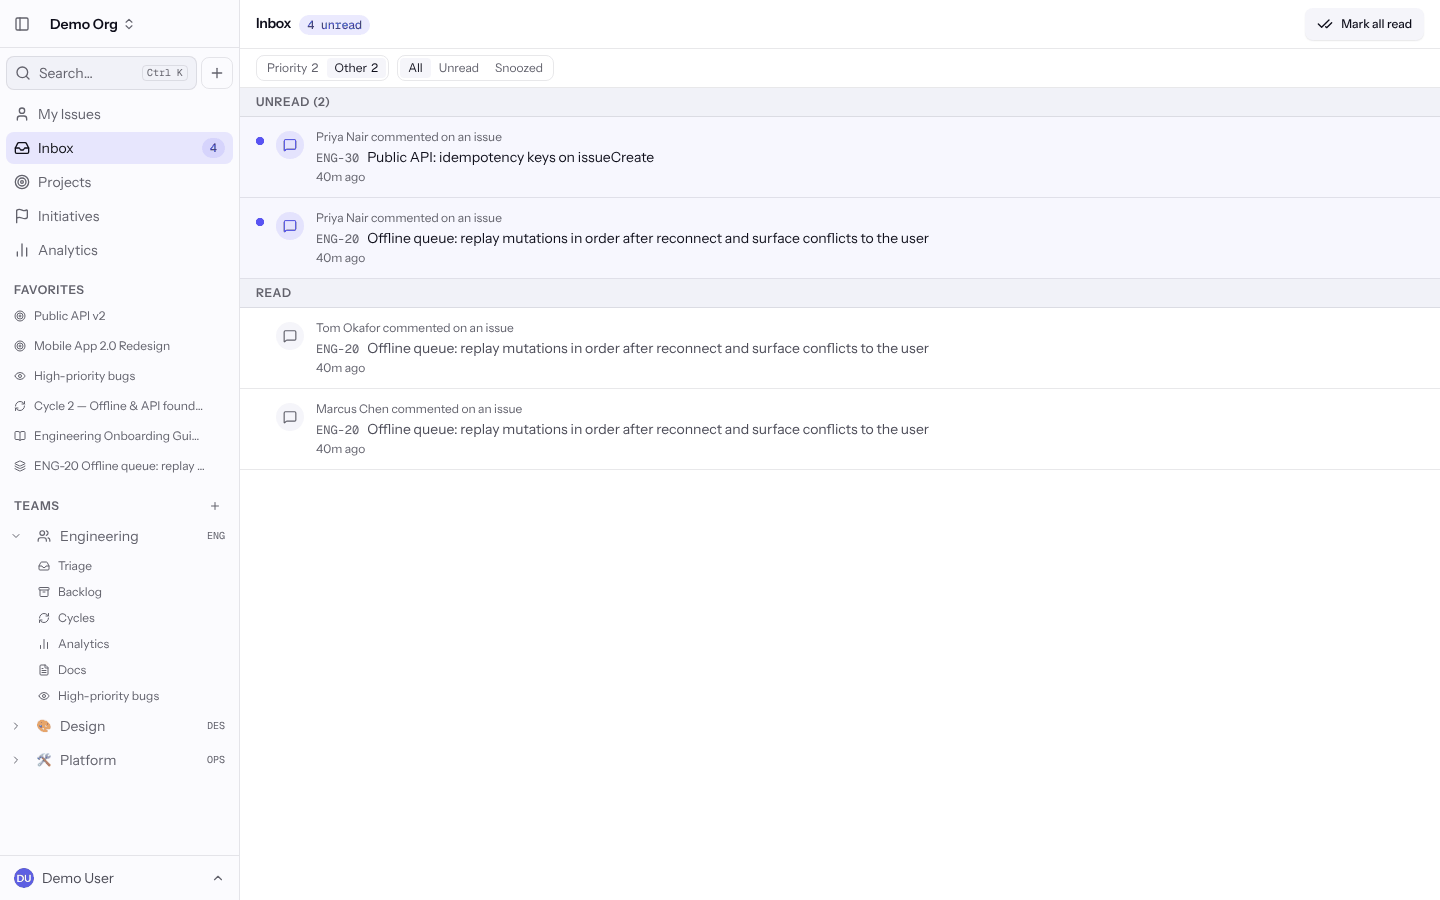 Demo Org
Search...
Ctrl K
My Issues
Inbox
4
Projects
Initiatives
Analytics
FAVORITES
Public API v2
Mobile App 2.0 Redesign
High-priority bugs
Cycle 2 — Offline & API found...
Engineering Onboarding Gui...
ENG-20 Offline queue: replay ...
TEAMS
Engineering
ENG
Triage
Backlog
Cycles
Analytics
Docs
High-priority bugs
Design
DES
Platform
OPS
DU
Demo User
Inbox
4 unread
Mark all read
Priority 2
Other 2
All
Unread
Snoozed
UNREAD (2)
Priya Nair commented on an issue
ENG-30 Public API: idempotency keys on issueCreate
40m ago
Priya Nair commented on an issue
ENG-20 Offline queue: replay mutations in order after reconnect and surface conflicts to the user
40m ago
READ
Tom Okafor commented on an issue
ENG-20 Offline queue: replay mutations in order after reconnect and surface conflicts to the user
40m ago
Marcus Chen commented on an issue
ENG-20 Offline queue: replay mutations in order after reconnect and surface conflicts to the user
40m ago